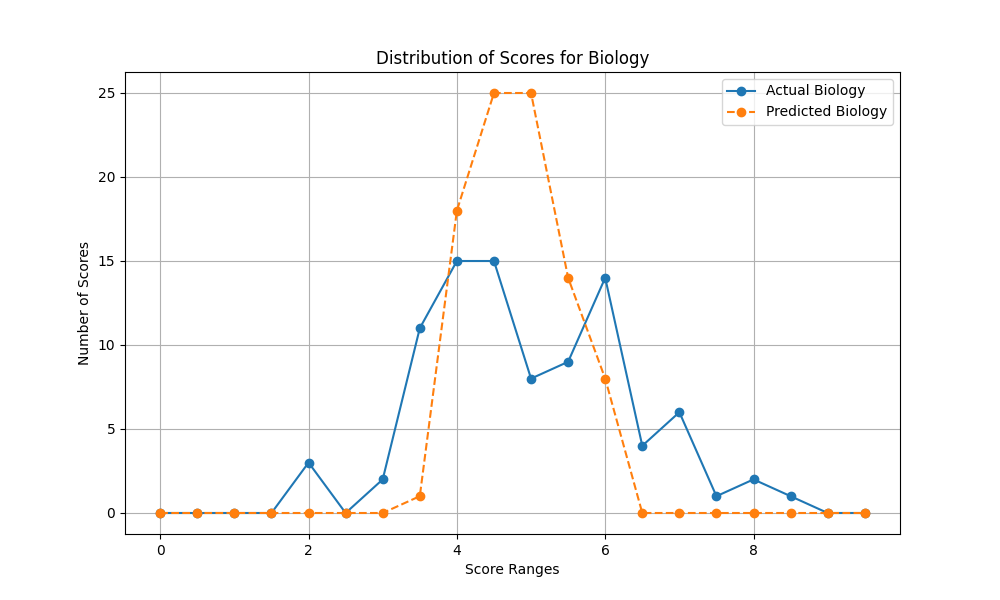 Distribution of Scores for Biology
Actual Biology
Predicted Biology
Number of Scores
25
20
15
10
5
0
0 2 4 6 8
Score Ranges